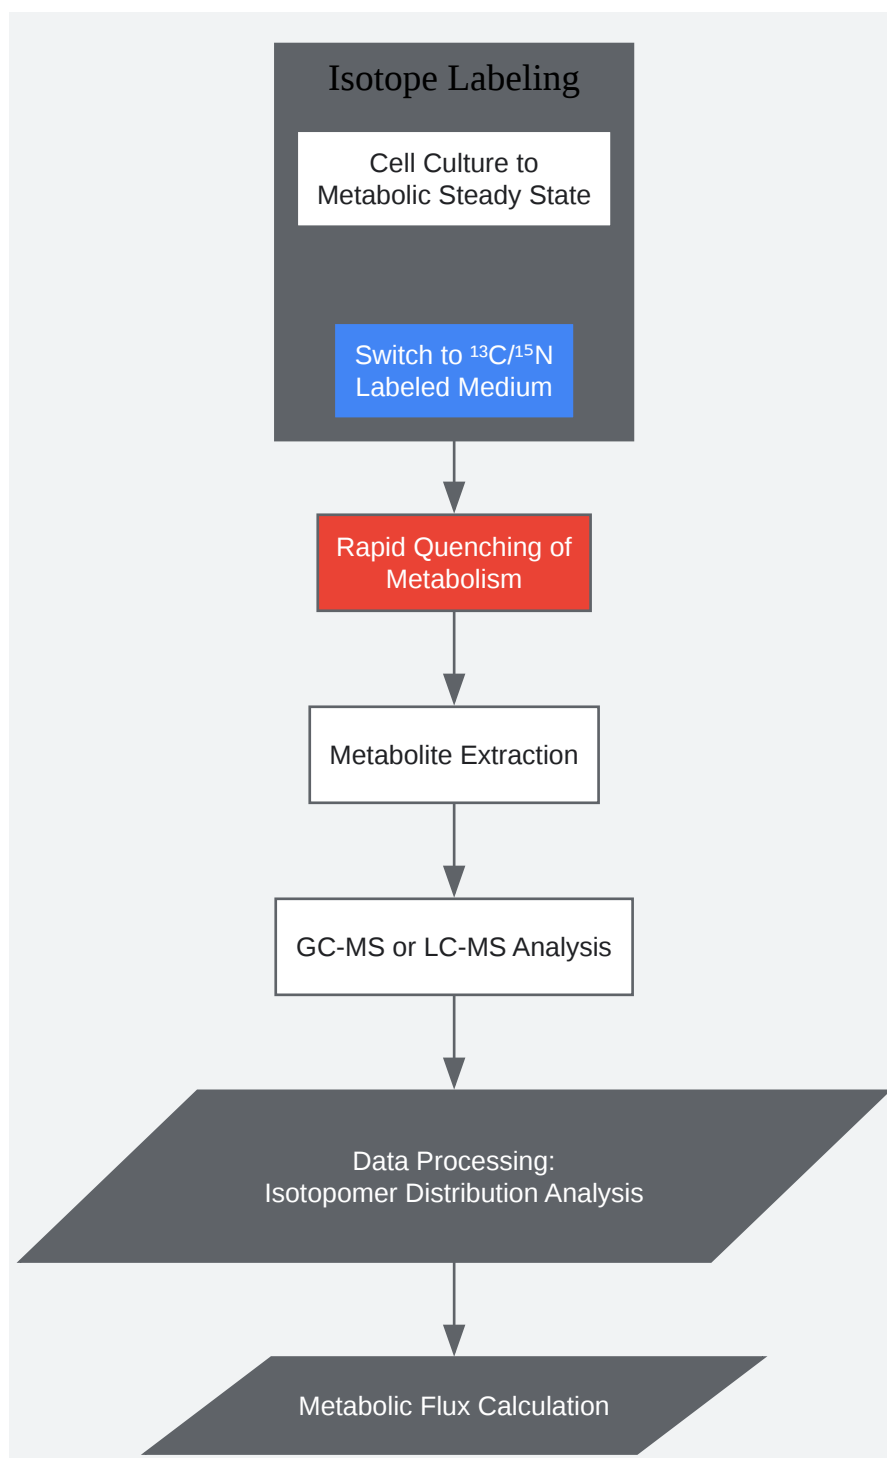 Isotope Labeling
Cell Culture to
Metabolic Steady State
Switch to ¹³C/¹⁵N
Labeled Medium
Rapid Quenching of
Metabolism
Metabolite Extraction
GC-MS or LC-MS Analysis
Data Processing:
Isotopomer Distribution Analysis
Metabolic Flux Calculation